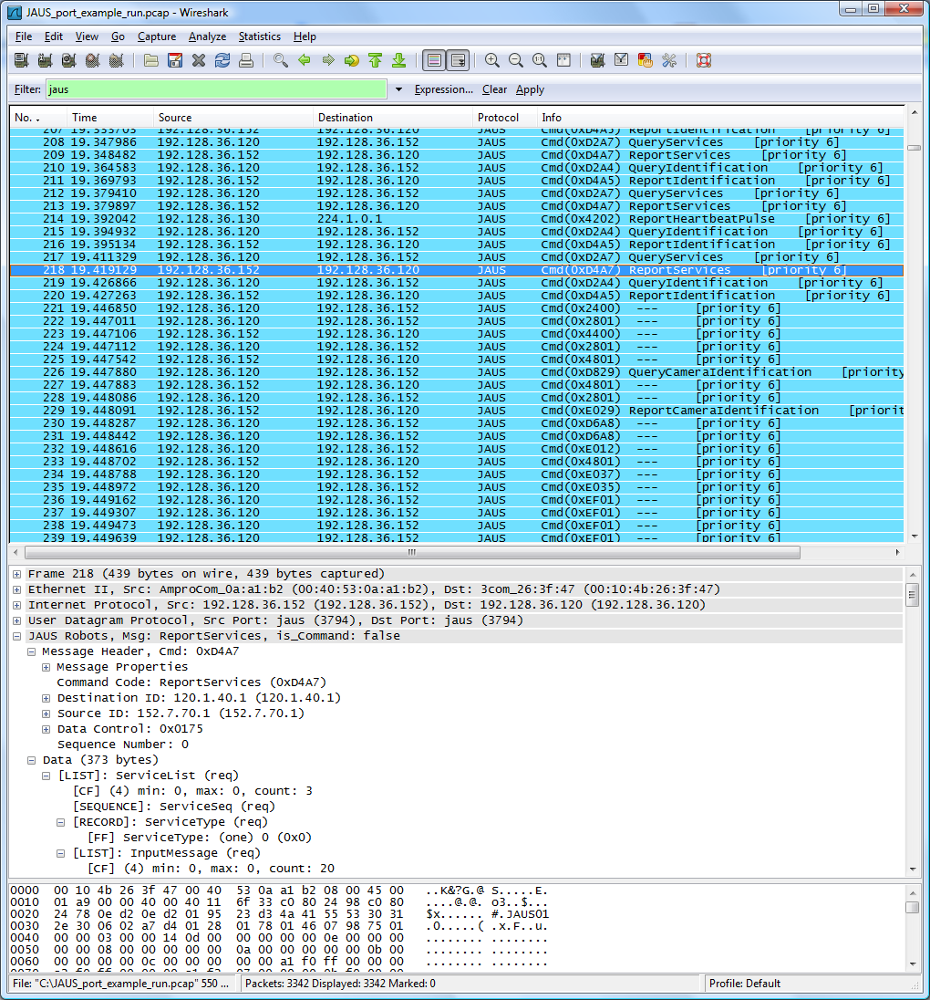 JAUS_port_example_run.pcap - Wireshark
File Edit View Go Capture Analyze Statistics Help
Filter: jaus Expression... Clear Apply
No. . Time Source Destination Protocol Info
207 19.333703 192.128.36.152 192.128.36.120 JAUS Cmd(0xD4A5) ReportIdentification [priority 6]
208 19.347986 192.128.36.120 192.128.36.152 JAUS Cmd(0xD2A7) QueryServices [priority 6]
209 19.348482 192.128.36.152 192.128.36.120 JAUS Cmd(0xD4A7) ReportServices [priority 6]
210 19.364583 192.128.36.120 192.128.36.152 JAUS Cmd(0xD2A4) QueryIdentification [priority 6]
211 19.369793 192.128.36.152 192.128.36.120 JAUS Cmd(0xD4A5) ReportIdentification [priority 6]
212 19.379410 192.128.36.120 192.128.36.152 JAUS Cmd(0xD2A7) QueryServices [priority 6]
213 19.379897 192.128.36.152 192.128.36.120 JAUS Cmd(0xD4A7) ReportServices [priority 6]
214 19.392042 192.128.36.130 224.1.0.1 JAUS Cmd(0x4202) ReportHeartbeatPulse [priority 6]
215 19.394932 192.128.36.120 192.128.36.152 JAUS Cmd(0xD2A4) QueryIdentification [priority 6]
216 19.395134 192.128.36.152 192.128.36.120 JAUS Cmd(0xD4A5) ReportIdentification [priority 6]
217 19.411329 192.128.36.120 192.128.36.152 JAUS Cmd(0xD2A7) QueryServices [priority 6]
218 19.419129 192.128.36.152 192.128.36.120 JAUS Cmd(0xD4A7) ReportServices [priority 6]
219 19.426866 192.128.36.120 192.128.36.152 JAUS Cmd(0xD2A4) QueryIdentification [priority 6]
220 19.427263 192.128.36.152 192.128.36.120 JAUS Cmd(0xD4A5) ReportIdentification [priority 6]
221 19.446850 192.128.36.120 192.128.36.152 JAUS Cmd(0x2400) --- [priority 6]
222 19.447011 192.128.36.120 192.128.36.152 JAUS Cmd(0x2801) --- [priority 6]
223 19.447106 192.128.36.152 192.128.36.120 JAUS Cmd(0x4400) --- [priority 6]
224 19.447112 192.128.36.120 192.128.36.152 JAUS Cmd(0x2801) --- [priority 6]
225 19.447542 192.128.36.152 192.128.36.120 JAUS Cmd(0x4801) --- [priority 6]
226 19.447880 192.128.36.120 192.128.36.152 JAUS Cmd(0xD829) QueryCameraIdentification [priority
227 19.447883 192.128.36.152 192.128.36.120 JAUS Cmd(0x4801) --- [priority 6]
228 19.448086 192.128.36.120 192.128.36.152 JAUS Cmd(0x2801) --- [priority 6]
229 19.448091 192.128.36.152 192.128.36.120 JAUS Cmd(0xE029) ReportCameraIdentification [priorit
230 19.448287 192.128.36.120 192.128.36.152 JAUS Cmd(0xD6A8) --- [priority 6]
231 19.448442 192.128.36.120 192.128.36.152 JAUS Cmd(0xD6A8) --- [priority 6]
232 19.448616 192.128.36.120 192.128.36.152 JAUS Cmd(0xE012) --- [priority 6]
233 19.448702 192.128.36.152 192.128.36.120 JAUS Cmd(0x4801) --- [priority 6]
234 19.448788 192.128.36.120 192.128.36.152 JAUS Cmd(0xE037) --- [priority 6]
235 19.448972 192.128.36.120 192.128.36.152 JAUS Cmd(0xE035) --- [priority 6]
236 19.449162 192.128.36.120 192.128.36.152 JAUS Cmd(0xEF01) --- [priority 6]
237 19.449307 192.128.36.120 192.128.36.152 JAUS Cmd(0xEF01) --- [priority 6]
238 19.449473 192.128.36.120 192.128.36.152 JAUS Cmd(0xEF01) --- [priority 6]
239 19.449639 192.128.36.120 192.128.36.152 JAUS Cmd(0xEF01) --- [priority 6]
Frame 218 (439 bytes on wire, 439 bytes captured)
Ethernet II, Src: AmproCom_0a:a1:b2 (00:40:53:0a:a1:b2), Dst: 3com_26:3f:47 (00:10:4b:26:3f:47)
Internet Protocol, Src: 192.128.36.152 (192.128.36.152), Dst: 192.128.36.120 (192.128.36.120)
User Datagram Protocol, Src Port: jaus (3794), Dst Port: jaus (3794)
JAUS Robots, Msg: ReportServices, is_Command: false
Message Header, Cmd: 0xD4A7
Message Properties
Command Code: ReportServices (0xD4A7)
Destination ID: 120.1.40.1 (120.1.40.1)
Source ID: 152.7.70.1 (152.7.70.1)
Data Control: 0x0175
Sequence Number: 0
Data (373 bytes)
[LIST]: ServiceList (req)
[CF] (4) min: 0, max: 0, count: 3
[SEQUENCE]: ServiceSeq (req)
[RECORD]: ServiceType (req)
[FF] ServiceType: (one) 0 (0x0)
[LIST]: InputMessage (req)
[CF] (4) min: 0, max: 0, count: 20
0000 00 10 4b 26 3f 47 00 40 53 0a a1 b2 08 00 45 00 ..K&?G.@ S.....E.
0010 01 a9 00 00 40 00 40 11 6f 33 c0 80 24 98 c0 80 ....@.@. o3..$...
0020 24 78 0e d2 0e d2 01 95 23 d3 4a 41 55 53 30 31 $x...... #.JAUS01
0030 2e 30 06 02 a7 d4 01 28 01 78 01 46 07 98 75 01 .0.....( .x.F..u.
0040 00 00 03 00 00 14 0d 00 00 00 00 00 0e 00 00 00 ........ ........
0050 00 00 08 00 00 00 00 00 0a 00 00 00 00 00 0b 00 ........ ........
0060 00 00 00 00 0c 00 00 00 00 00 a1 f0 ff 00 00 00 ........ ........
File: "C:\JAUS_port_example_run.pcap" 550 ... Packets: 3342 Displayed: 3342 Marked: 0 Profile: Default